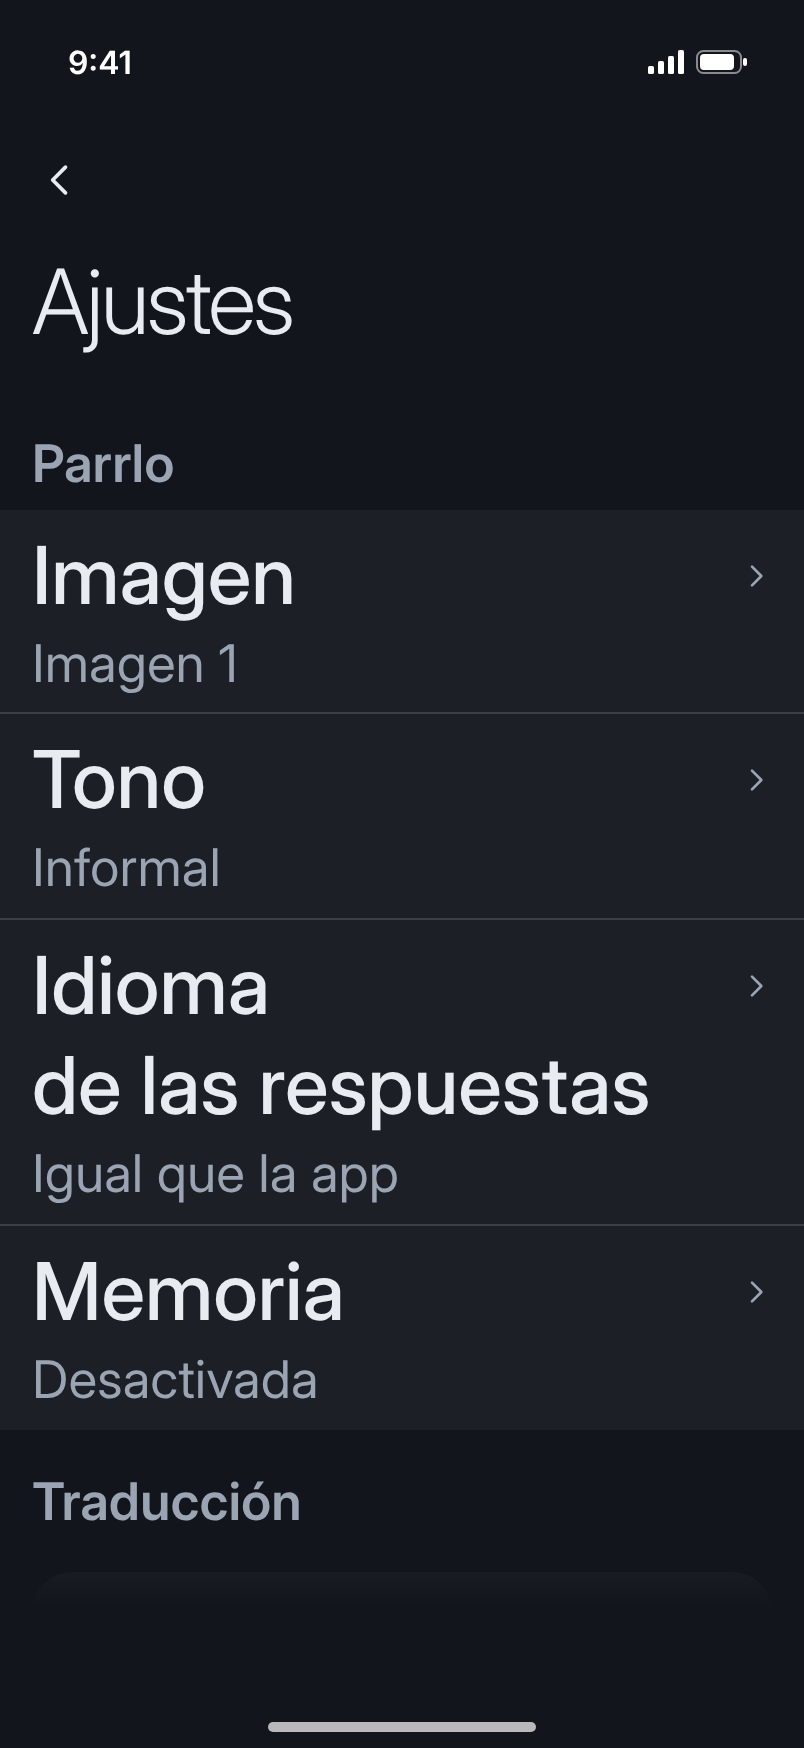 9:41
Ajustes
Parrlo
Imagen
Imagen 1
Tono
Informal
Idioma
de las respuestas
Igual que la app
Memoria
Desactivada
Traducción